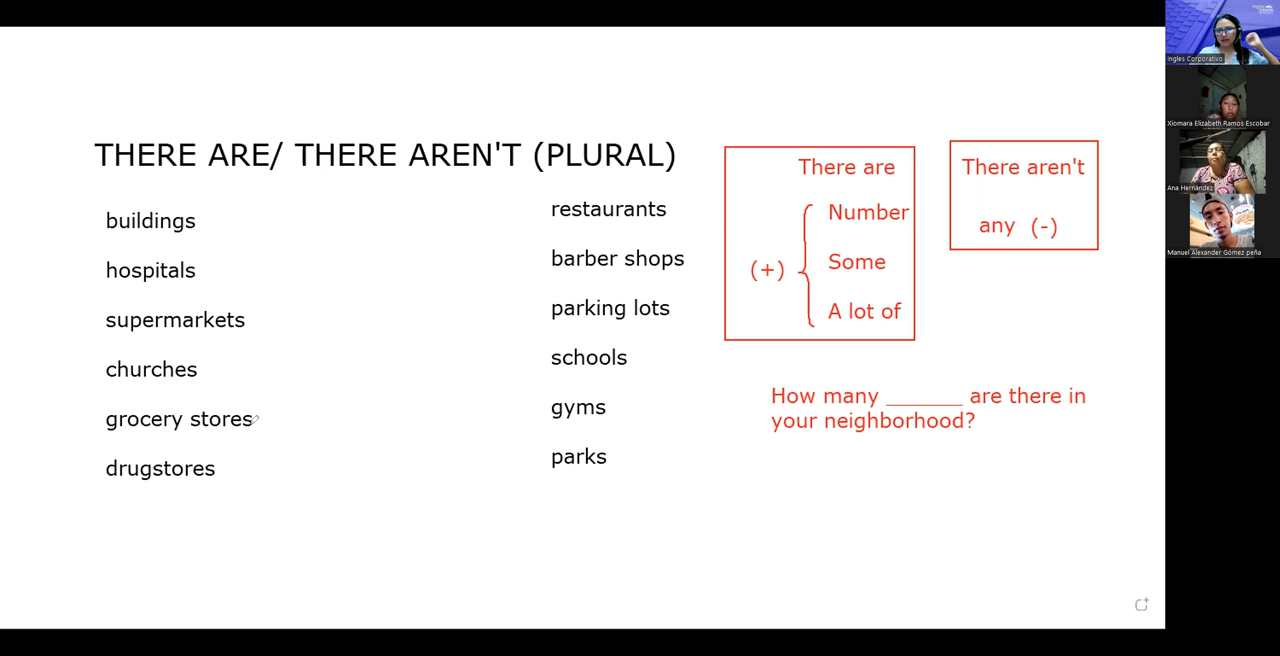 THERE ARE/ THERE AREN'T (PLURAL)
buildings
hospitals
supermarkets
churches
grocery stores
drugstores
restaurants
barber shops
parking lots
schools
gyms
parks
There are
(+)
Number
Some
A lot of
There aren't
any (-)
How many ______ are there in
your neighborhood?
Ingles Corporativo
Xiomara Elizabeth Ramos Escobar
Ana Hernández
Manuel Alexander Gómez peña